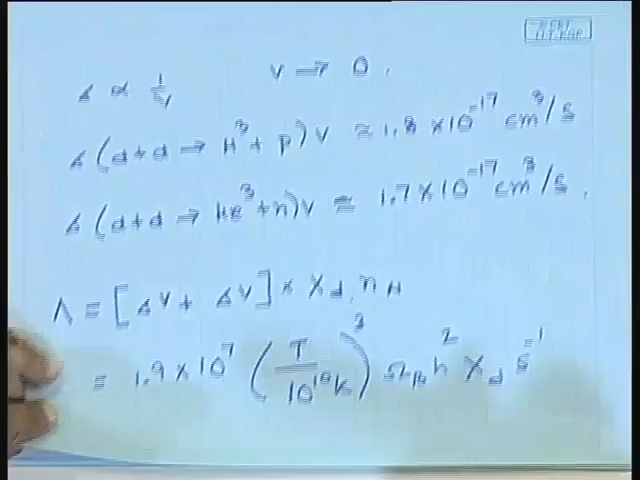 σ ∝ 1/v    v → 0.
σ(d+d → H³ + p)v ≃ 1.8 × 10⁻¹⁷ cm³/s
σ(d+d → He³+n)v ≃ 1.7 × 10⁻¹⁷ cm³/s.
Λ = [σv + σv] × X_d n_H
= 1.9 × 10⁷ (T/10¹⁰K)³ Ω_B h² X_d s⁻¹